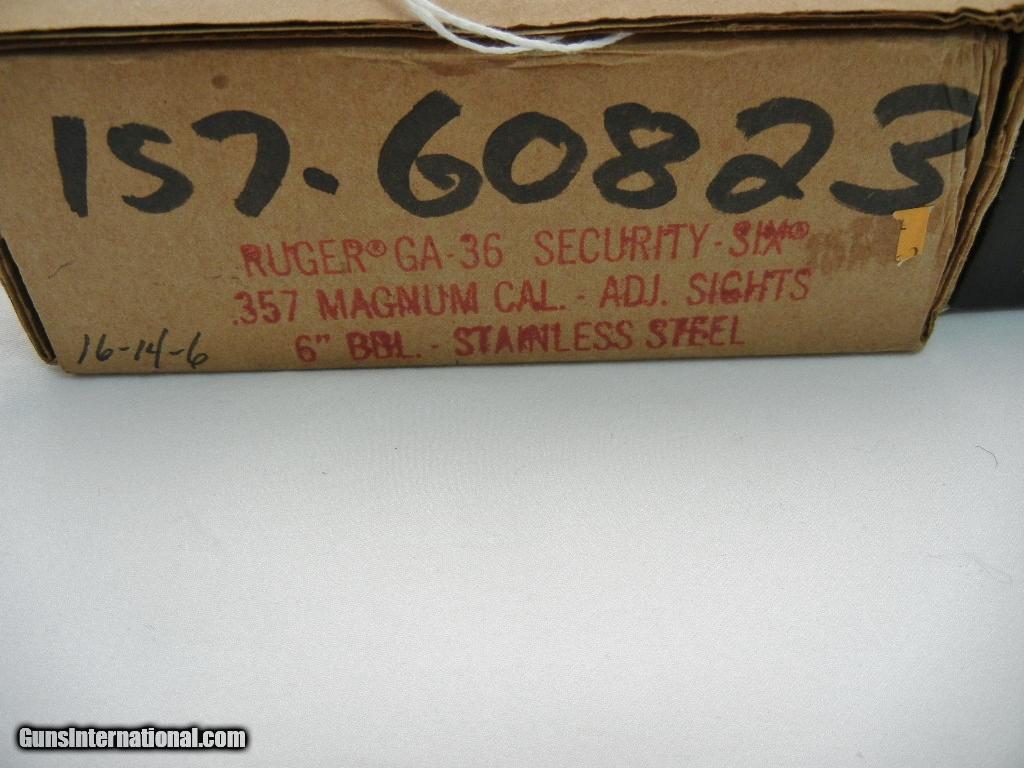 157-60823
RUGER® GA-36 SECURITY-SIX®
.357 MAGNUM CAL. - ADJ. SIGHTS
16-14-6
6" BBL. - STAINLESS STEEL
GunsInternational.com